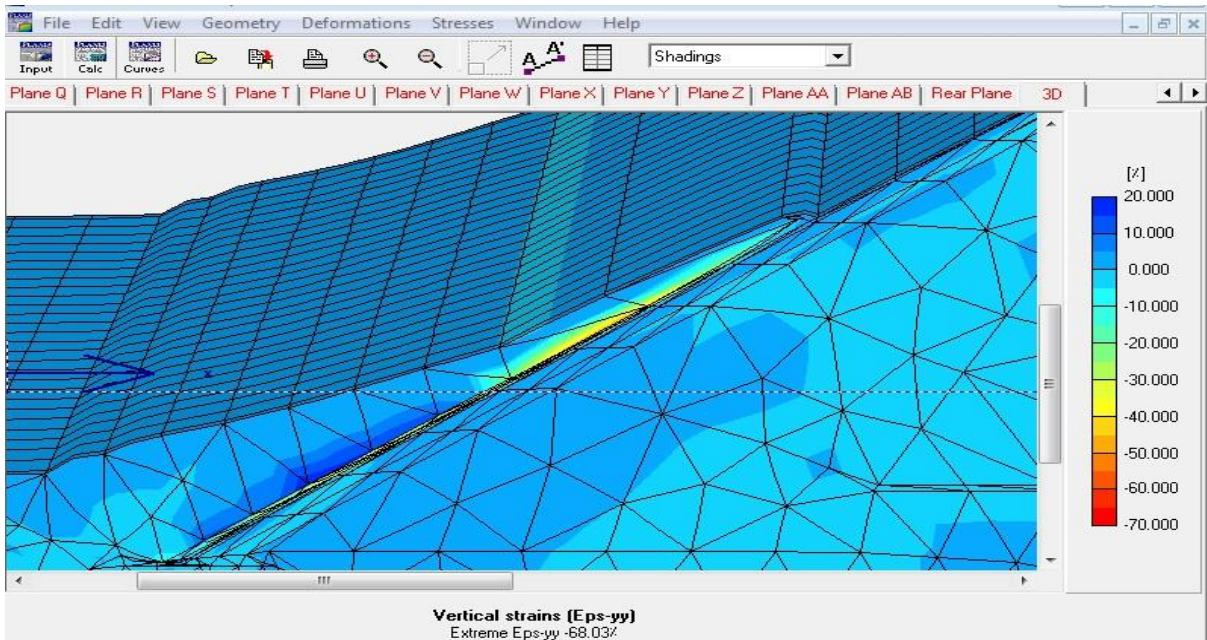 File Edit View Geometry Deformations Stresses Window Help
Input Calc Curves A A' Shadings
Plane Q Plane R Plane S Plane T Plane U Plane V Plane W Plane X Plane Y Plane Z Plane AA Plane AB Rear Plane 3D
[%]
20.000
10.000
0.000
-10.000
-20.000
-30.000
-40.000
-50.000
-60.000
-70.000
x
Vertical strains (Eps-yy)
Extreme Eps-yy -68.03%